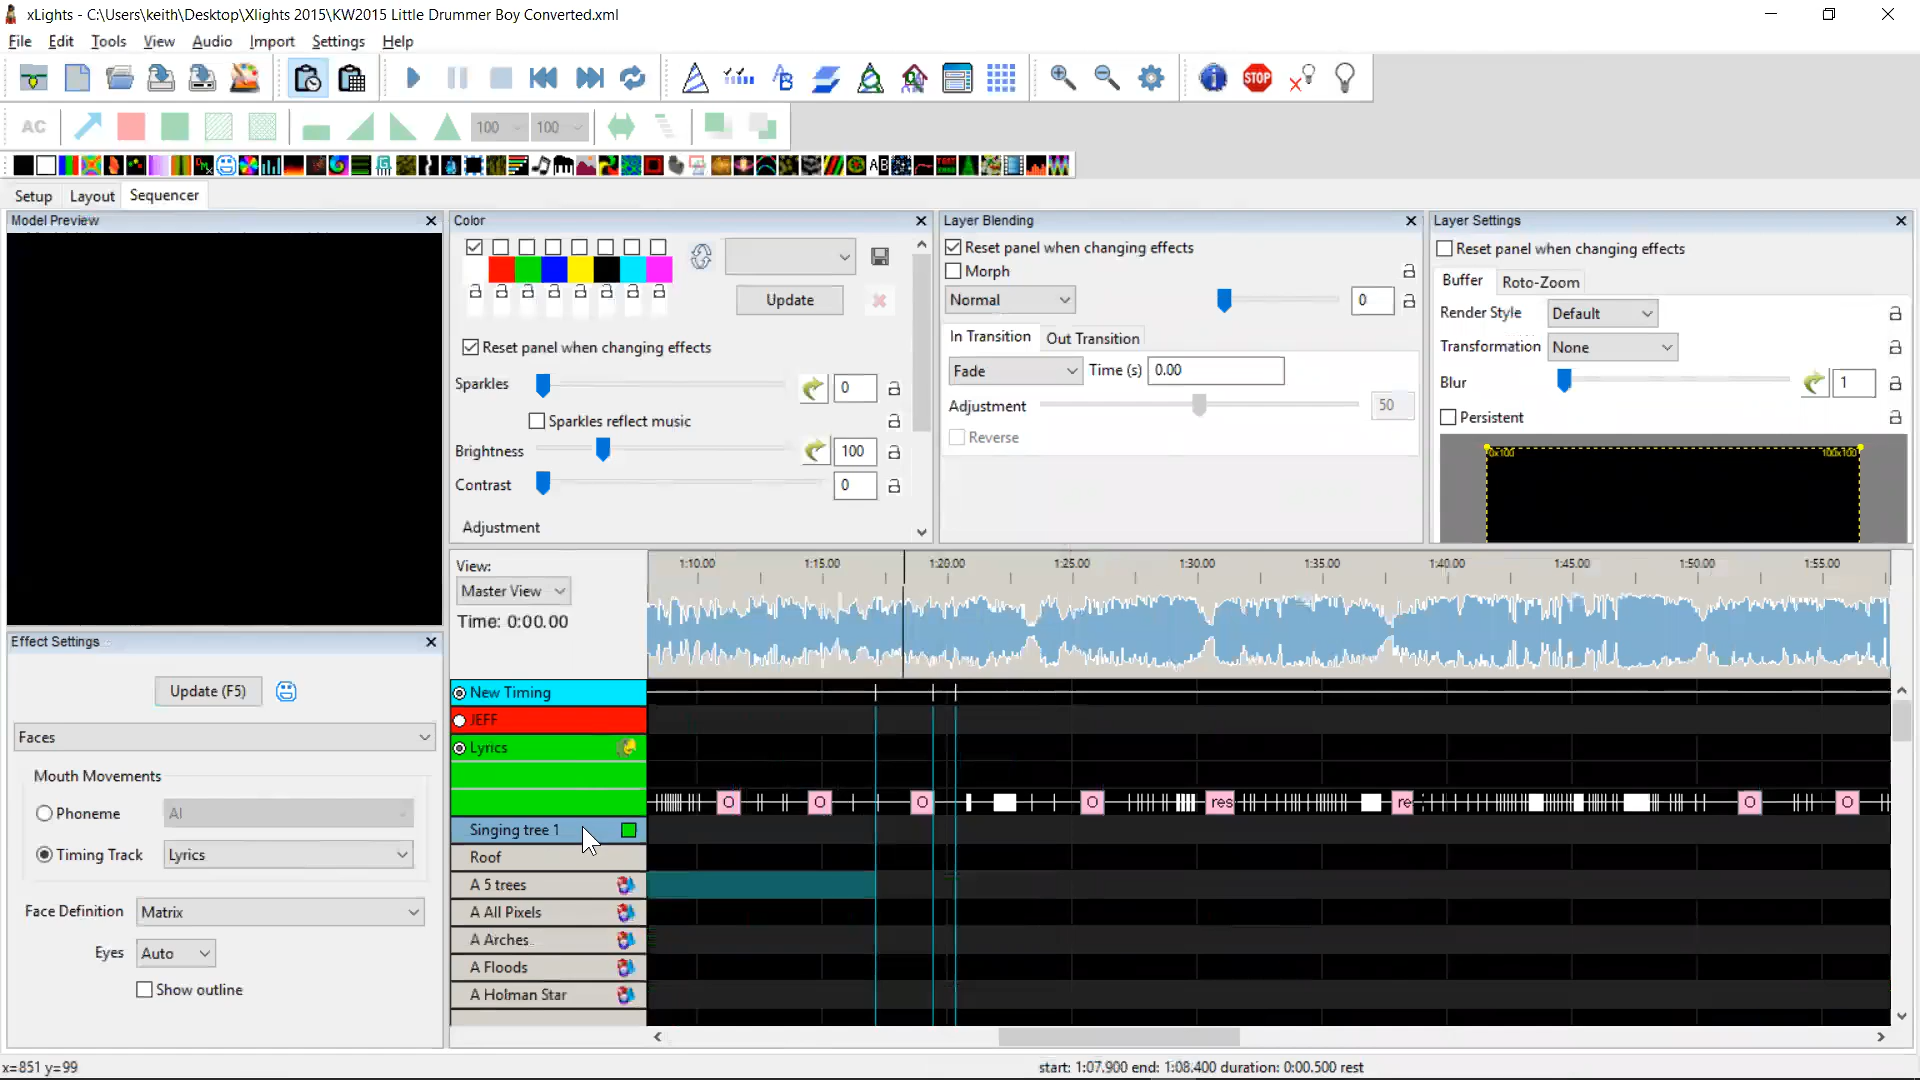 xLights - C:\Users\keith\Desktop\Xlights 2015\KW2015 Little Drummer Boy Converted.xml
File Edit Tools View Audio Import Settings Help
AC 100 100
Setup Layout Sequencer
Model Preview
Color
Update
Reset panel when changing effects
Sparkles 0
Sparkles reflect music
Brightness 100
Contrast 0
Adjustment
Layer Blending
Reset panel when changing effects
Morph
Normal 0
In Transition Out Transition
Fade Time (s) 0.00
Adjustment 50
Reverse
Layer Settings
Reset panel when changing effects
Buffer Roto-Zoom
Render Style Default
Transformation None
Blur 1
Persistent
0x100 100x100
Effect Settings
Update (F5)
Faces
Mouth Movements
Phoneme AI
Timing Track Lyrics
Face Definition Matrix
Eyes Auto
Show outline
View:
Master View
Time: 0:00.00
1:10.00 1:15.00 1:20.00 1:25.00 1:30.00 1:35.00 1:40.00 1:45.00 1:50.00 1:55.00
New Timing
JEFF
Lyrics
O O O O res re O O
Singing tree 1
Roof
A 5 trees
A All Pixels
A Arches
A Floods
A Holman Star
x=851 y=99
start: 1:07.900 end: 1:08.400 duration: 0:00.500 rest